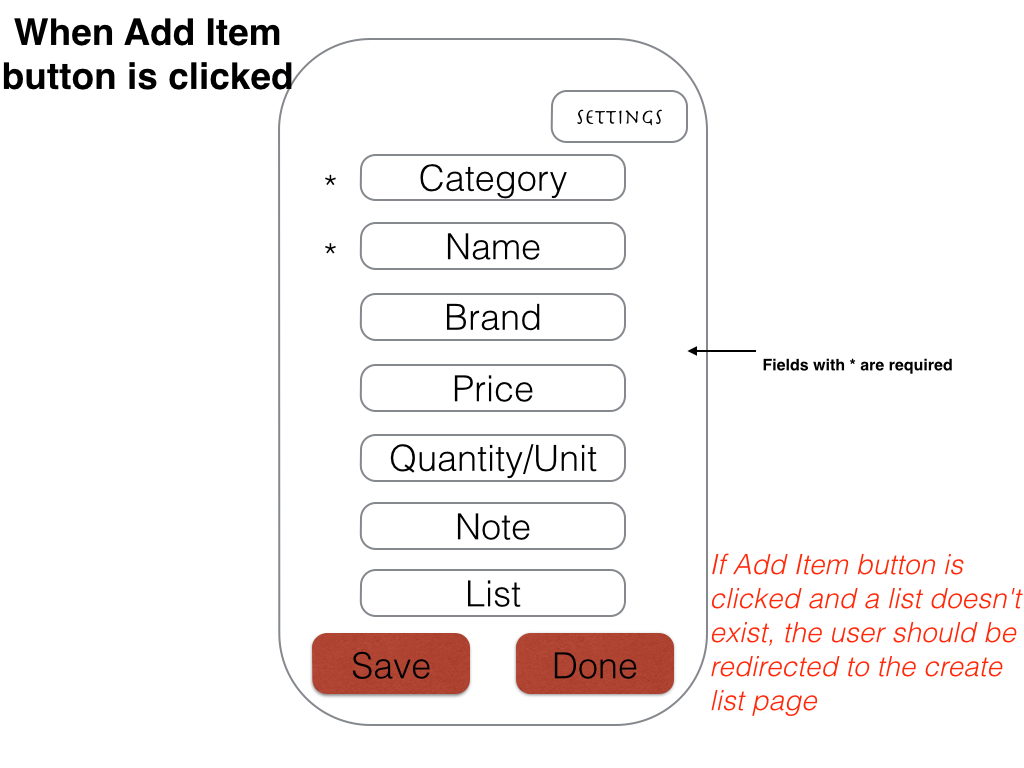 When Add Item
button is clicked
SETTINGS
* Category
* Name
Brand
Price
Fields with * are required
Quantity/Unit
Note
List
If Add Item button is
clicked and a list doesn't
exist, the user should be
redirected to the create
list page
Save
Done